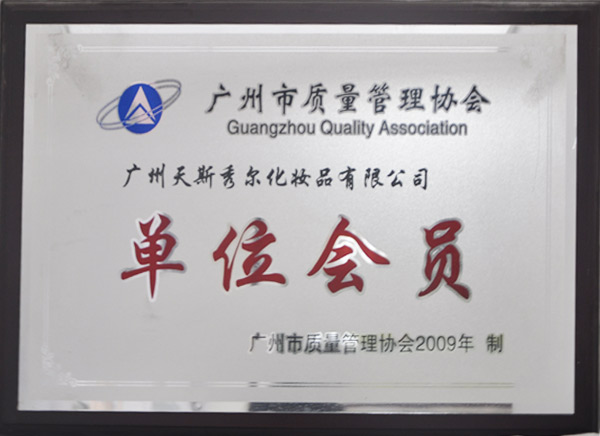 广州市质量管理协会
Guangzhou Quality Association
广州天斯秀尔化妆品有限公司
单位会员
广州市质量管理协会2009年 制